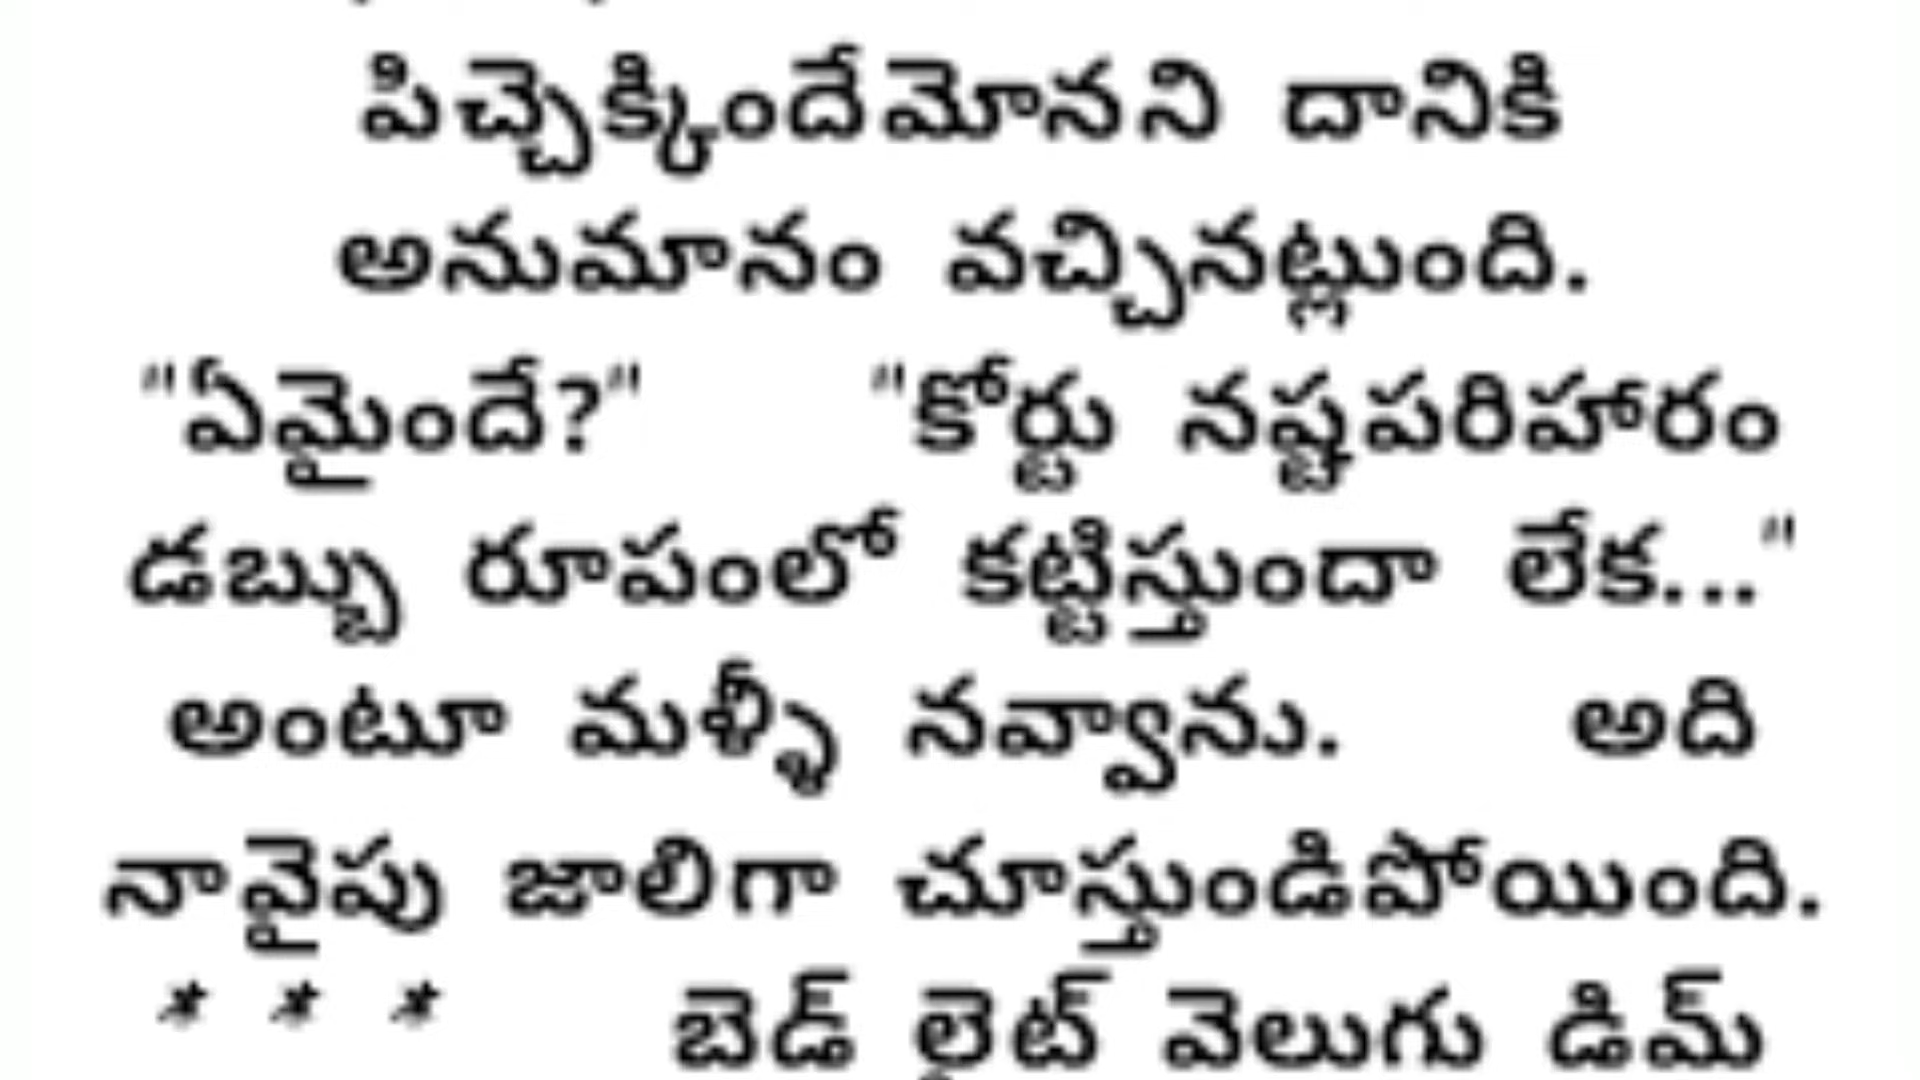 పిచ్చెక్కిందేమోనని దానికి
అనుమానం వచ్చినట్లుంది.
"ఏమైందే?" "కోర్టు నష్టపరిహారం
డబ్బు రూపంలో కట్టిస్తుందా లేక..."
అంటూ మళ్ళీ నవ్వాను. అది
నావైపు జాలిగా చూస్తుండిపోయింది.
* * * బెడ్ లైట్ వెలుగు డిమ్